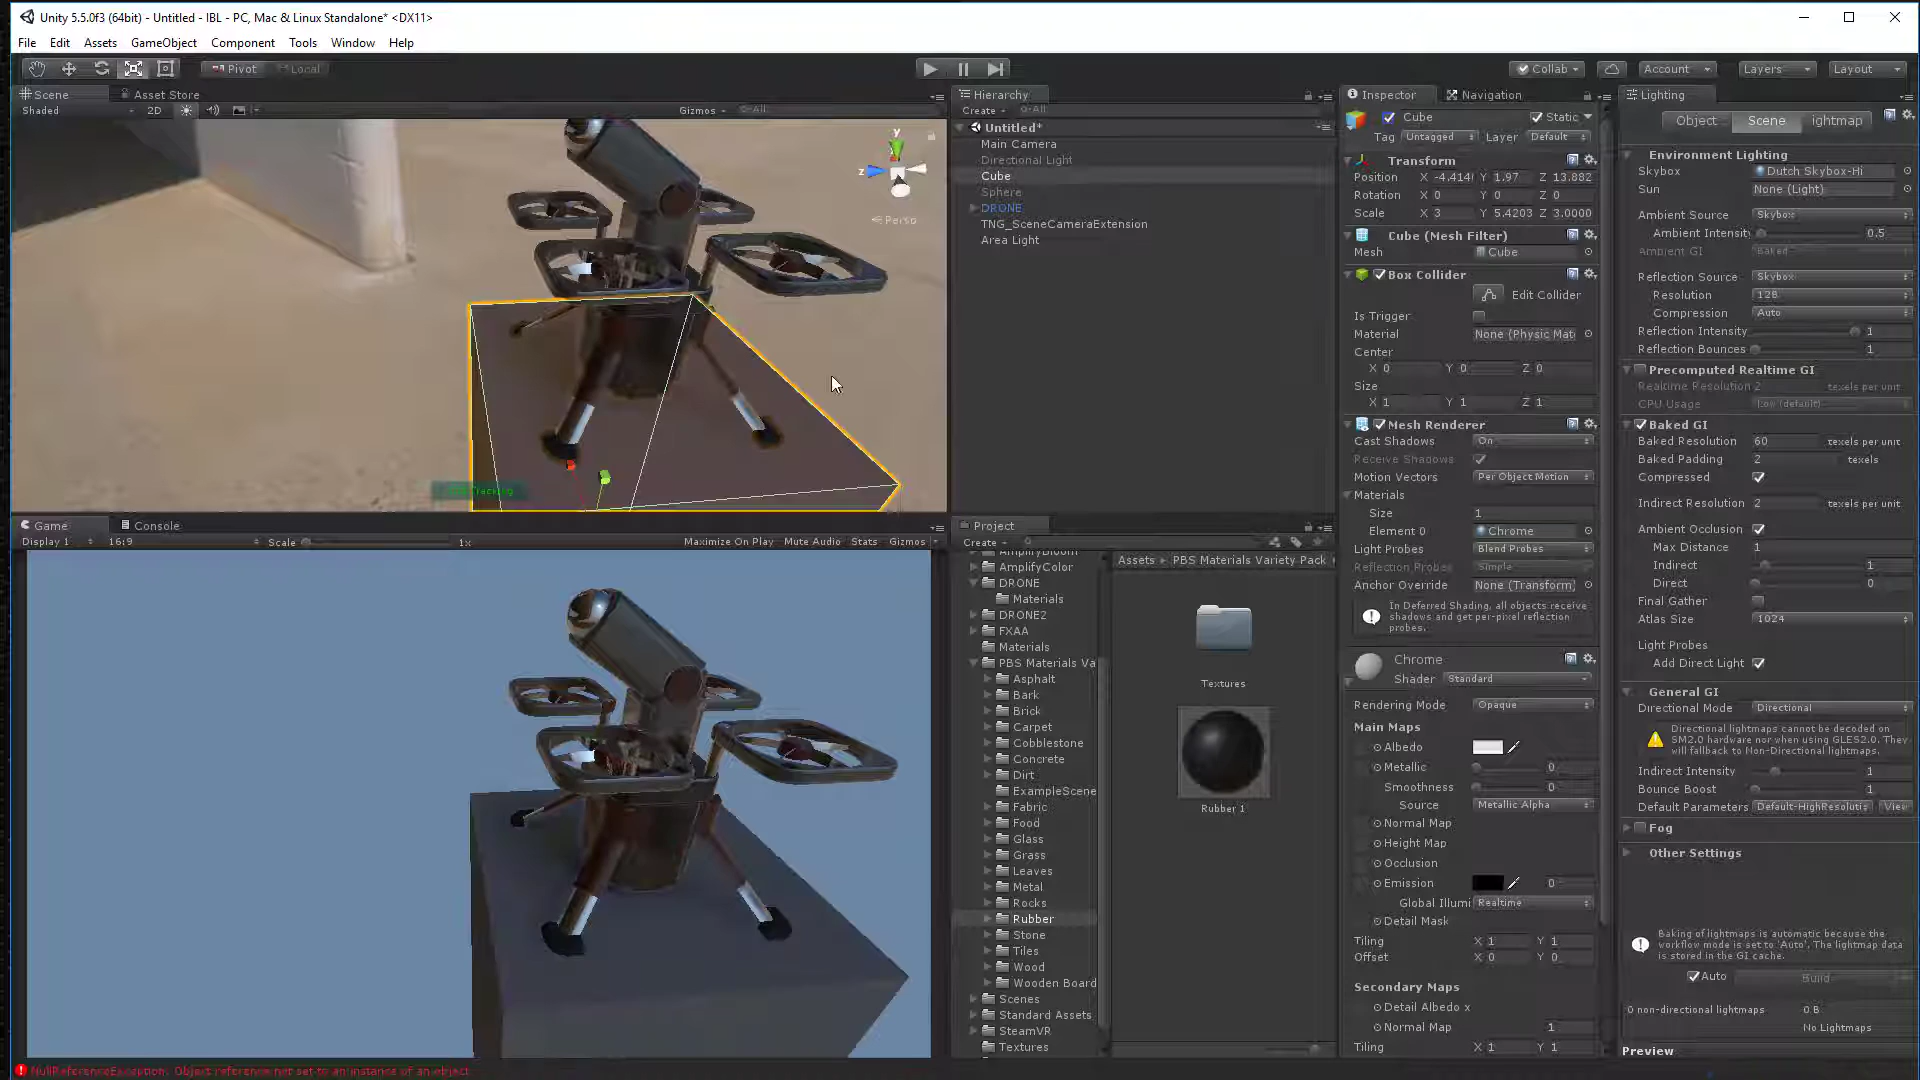 Unity 5.5.0f3 (64bit) - Untitled - IBL - PC, Mac & Linux Standalone* <DX11>
File Edit Assets GameObject Component Tools Window Help
Pivot Local
Collab Account Layers Layout
Scene Asset Store
Shaded 2D Gizmos All
y
z
Persp
Hierarchy
Create All
Untitled*
Main Camera
Directional Light
Cube
Sphere
DRONE
TNG_SceneCameraExtension
Area Light
Game Console
Display 1 16:9 Scale 1x Maximize On Play Mute Audio Stats Gizmos
Project
Create
AmplifyBloom
AmplifyColor
DRONE
Materials
DRONE2
FXAA
Materials
PBS Materials Va
Asphalt
Bark
Brick
Carpet
Cobblestone
Concrete
Dirt
ExampleScene
Fabric
Food
Glass
Grass
Leaves
Metal
Rocks
Rubber
Stone
Tiles
Wood
Wooden Board
Scenes
Standard Assets
SteamVR
Textures
Assets PBS Materials Variety Pack
Textures
Rubber 1
Inspector Navigation
Cube Static
Tag Untagged Layer Default
Transform
Position X -4.414 Y 1.97 Z 13.882
Rotation X 0 Y 0 Z 0
Scale X 3 Y 5.4203 Z 3.0000
Cube (Mesh Filter)
Mesh Cube
Box Collider
Edit Collider
Is Trigger
Material None (Physic Mat
Center
X 0 Y 0 Z 0
Size
X 1 Y 1 Z 1
Mesh Renderer
Cast Shadows On
Receive Shadows
Motion Vectors Per Object Motion
Materials
Size 1
Element 0 Chrome
Light Probes Blend Probes
Reflection Probes Simple
Anchor Override None (Transform)
In Deferred Shading, all objects receive
shadows and get per-pixel reflection
probes.
Chrome
Shader Standard
Rendering Mode Opaque
Main Maps
Albedo
Metallic 0
Smoothness 0
Source Metallic Alpha
Normal Map
Height Map
Occlusion
Emission 0
Global Illumi Realtime
Detail Mask
Tiling X 1 Y 1
Offset X 0 Y 0
Secondary Maps
Detail Albedo x
Normal Map 1
Tiling X 1 Y 1
Lighting
Object Scene ightmap
Environment Lighting
Skybox Dutch Skybox-Hi
Sun None (Light)
Ambient Source Skybox
Ambient Intensity 0.5
Ambient GI Baked
Reflection Source Skybox
Resolution 128
Compression Auto
Reflection Intensity 1
Reflection Bounces 1
Precomputed Realtime GI
Realtime Resolution 2 texels per unit
CPU Usage Low (default)
Baked GI
Baked Resolution 60 texels per unit
Baked Padding 2 texels
Compressed
Indirect Resolution 2 texels per unit
Ambient Occlusion
Max Distance 1
Indirect 1
Direct 0
Final Gather
Atlas Size 1024
Light Probes
Add Direct Light
General GI
Directional Mode Directional
Directional lightmaps cannot be decoded on
SM2.0 hardware nor when using GLES2.0. They
will fallback to Non-Directional lightmaps.
Indirect Intensity 1
Bounce Boost 1
Default Parameters Default-HighResoluti View
Fog
Other Settings
Baking of lightmaps is automatic because the
workflow mode is set to 'Auto'. The lightmap data
is stored in the GI cache.
Auto Build
0 non-directional lightmaps 0 B
No Lightmaps
Preview
NullReferenceException: Object reference not set to an instance of an object